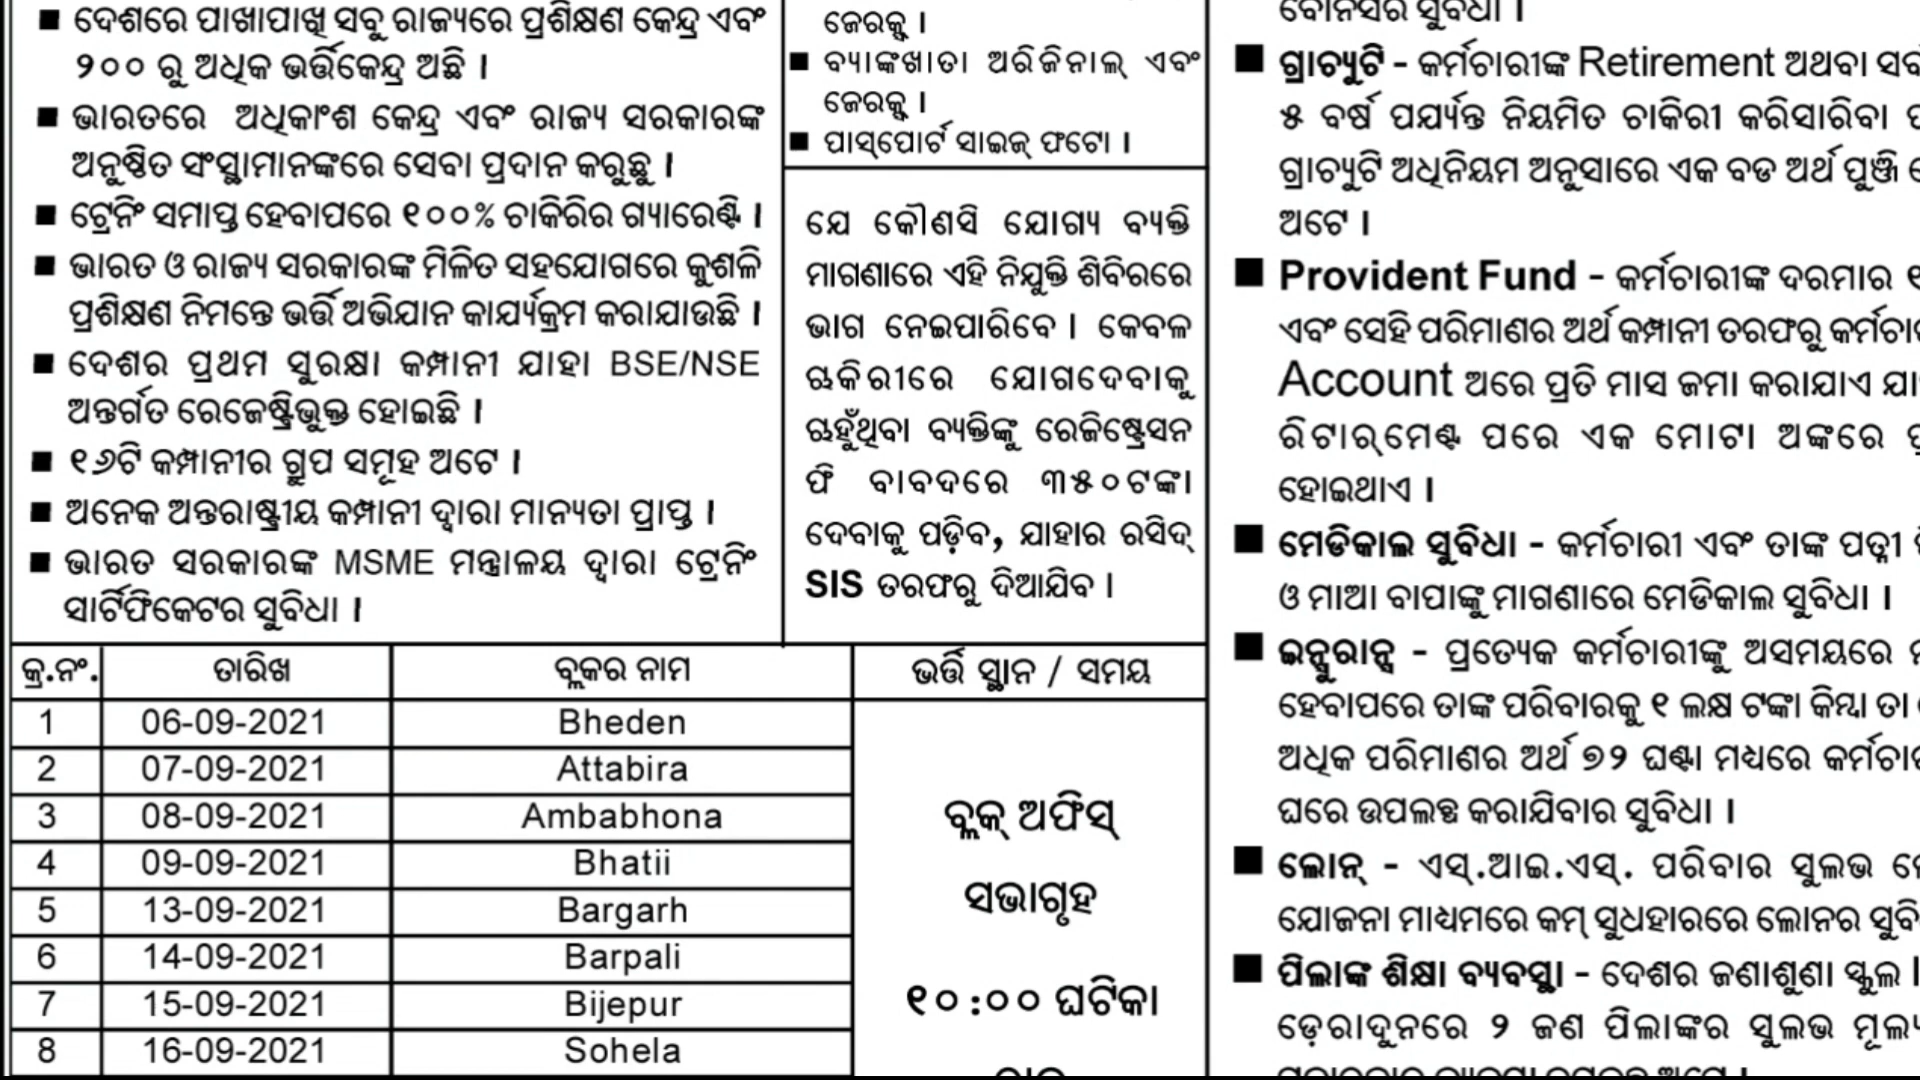 ■ ଦେଶରେ ପାଖାପାଖି ସବୁ ରାଜ୍ୟରେ ପ୍ରଶିକ୍ଷଣ କେନ୍ଦ୍ର ଏବଂ
୨୦୦ ରୁ ଅଧିକ ଭର୍ତ୍ତିକେନ୍ଦ୍ର ଅଛି ।
■ ଭାରତରେ ଅଧିକାଂଶ କେନ୍ଦ୍ର ଏବଂ ରାଜ୍ୟ ସରକାରଙ୍କ
ଅନୁଷ୍ଠିତ ସଂସ୍ଥାମାନଙ୍କରେ ସେବା ପ୍ରଦାନ କରୁଛୁ ।
■ ଟ୍ରେନିଂ ସମାପ୍ତ ହେବାପରେ ୧୦୦% ଚାକିରିର ଗ୍ୟାରେଣ୍ଟି ।
■ ଭାରତ ଓ ରାଜ୍ୟ ସରକାରଙ୍କ ମିଳିତ ସହଯୋଗରେ କୁଶଳି
ପ୍ରଶିକ୍ଷଣ ନିମନ୍ତେ ଭର୍ତ୍ତି ଅଭିଯାନ କାର୍ଯ୍ୟକ୍ରମ କରାଯାଉଛି ।
■ ଦେଶର ପ୍ରଥମ ସୁରକ୍ଷା କମ୍ପାନୀ ଯାହା BSE/NSE
ଅନ୍ତର୍ଗତ ରେଜେଷ୍ଟ୍ରିଭୁକ୍ତ ହୋଇଛି ।
■ ୧୬ଟି କମ୍ପାନୀର ଗ୍ରୁପ ସମୂହ ଅଟେ ।
■ ଅନେକ ଅନ୍ତରାଷ୍ଟ୍ରୀୟ କମ୍ପାନୀ ଦ୍ୱାରା ମାନ୍ୟତା ପ୍ରାପ୍ତ ।
■ ଭାରତ ସରକାରଙ୍କ MSME ମନ୍ତ୍ରାଳୟ ଦ୍ୱାରା ଟ୍ରେନିଂ
ସାର୍ଟିଫିକେଟର ସୁବିଧା ।
ଜେରକ୍ସ ।
■ ବ୍ୟାଙ୍କଖାତା ଅରିଜିନାଲ୍ ଏବଂ
ଜେରକ୍ସ ।
■ ପାସ୍‌ପୋର୍ଟ ସାଇଜ୍ ଫଟୋ ।
ଯେ କୌଣସି ଯୋଗ୍ୟ ବ୍ୟକ୍ତି
ମାଗଣାରେ ଏହି ନିଯୁକ୍ତି ଶିବିରରେ
ଭାଗ ନେଇପାରିବେ । କେବଳ
ଋକିରୀରେ ଯୋଗଦେବାକୁ
ଋହୁଁଥିବା ବ୍ୟକ୍ତିଙ୍କୁ ରେଜିଷ୍ଟ୍ରେସନ
ଫି ବାବଦରେ ୩୫୦ଟଙ୍କା
ଦେବାକୁ ପଡ଼ିବ, ଯାହାର ରସିଦ୍
SIS ତରଫରୁ ଦିଆଯିବ ।
କ୍ର.ନଂ. ତାରିଖ ବ୍ଲକର ନାମ ଭର୍ତ୍ତି ସ୍ଥାନ / ସମୟ
1 06-09-2021 Bheden
2 07-09-2021 Attabira
3 08-09-2021 Ambabhona
4 09-09-2021 Bhatii
5 13-09-2021 Bargarh
6 14-09-2021 Barpali
7 15-09-2021 Bijepur
8 16-09-2021 Sohela
ବ୍ଲକ୍ ଅଫିସ୍
ସଭାଗୃହ
୧୦:୦୦ ଘଟିକା
ବୋନସର ସୁବିଧା ।
■ ଗ୍ରାଚ୍ୟୁଟି - କର୍ମଚାରୀଙ୍କ Retirement ଅଥବା
୫ ବର୍ଷ ପର୍ଯ୍ୟନ୍ତ ନିୟମିତ ଚାକିରୀ କରିସାରିବା
ଗ୍ରାଚ୍ୟୁଟି ଅଧିନିୟମ ଅନୁସାରେ ଏକ ବଡ ଅର୍ଥ ପୁଞ୍ଜି
ଅଟେ ।
■ Provident Fund - କର୍ମଚାରୀଙ୍କ ଦରମାର
ଏବଂ ସେହି ପରିମାଣର ଅର୍ଥ କମ୍ପାନୀ ତରଫରୁ
Account ଅରେ ପ୍ରତି ମାସ ଜମା କରାଯାଏ
ରିଟାର୍‌ମେଣ୍ଟ ପରେ ଏକ ମୋଟା ଅଙ୍କରେ
ହୋଇଥାଏ ।
■ ମେଡିକାଲ ସୁବିଧା - କର୍ମଚାରୀ ଏବଂ ତାଙ୍କ ପତ୍ନୀ
ଓ ମାଆ ବାପାଙ୍କୁ ମାଗଣାରେ ମେଡିକାଲ ସୁବିଧା ।
■ ଇନ୍ସୁରାନ୍ସ - ପ୍ରତ୍ୟେକ କର୍ମଚାରୀଙ୍କୁ ଅସମୟରେ
ହେବାପରେ ତାଙ୍କ ପରିବାରକୁ ୧ ଲକ୍ଷ ଟଙ୍କା କିମ୍ବା ତା
ଅଧିକ ପରିମାଣର ଅର୍ଥ ୭୨ ଘଣ୍ଟା ମଧ୍ୟରେ
ଘରେ ଉପଲବ୍ଧ କରାଯିବାର ସୁବିଧା ।
■ ଲୋନ୍ - ଏସ୍.ଆଇ.ଏସ୍. ପରିବାର ସୁଲଭ
ଯୋଜନା ମାଧ୍ୟମରେ କମ୍ ସୁଧହାରରେ ଲୋନର
■ ପିଲାଙ୍କ ଶିକ୍ଷା ବ୍ୟବସ୍ଥା - ଦେଶର ଜଣାଶୁଣା ସ୍କୁଲ
ଡ଼େରାଦୁନରେ ୨ ଜଣ ପିଲାଙ୍କର ସୁଲଭ